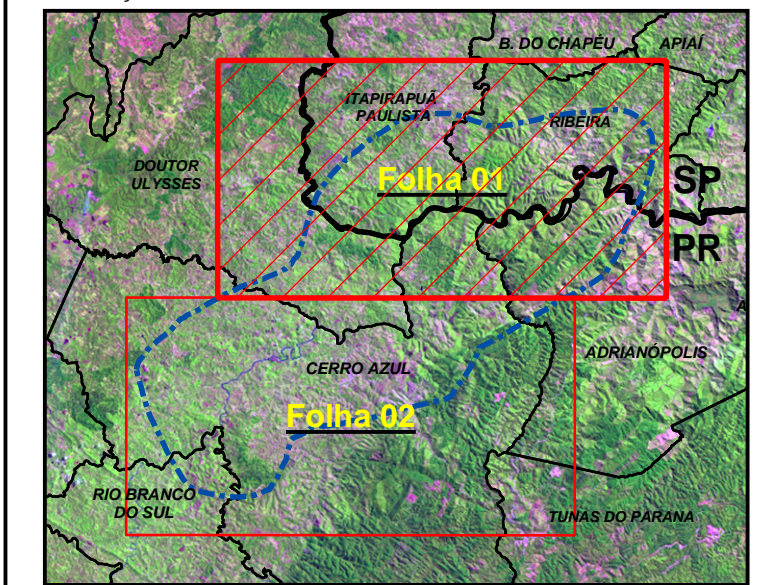 B. DO CHAPÉU
APIAÍ
ITAPIRAPUÃ
PAULISTA
RIBEIRA
DOUTOR
ULYSSES
Folha 01
SP
PR
CERRO AZUL
ADRIANÓPOLIS
Folha 02
RIO BRANCO
DO SUL
TUNAS DO PARANA